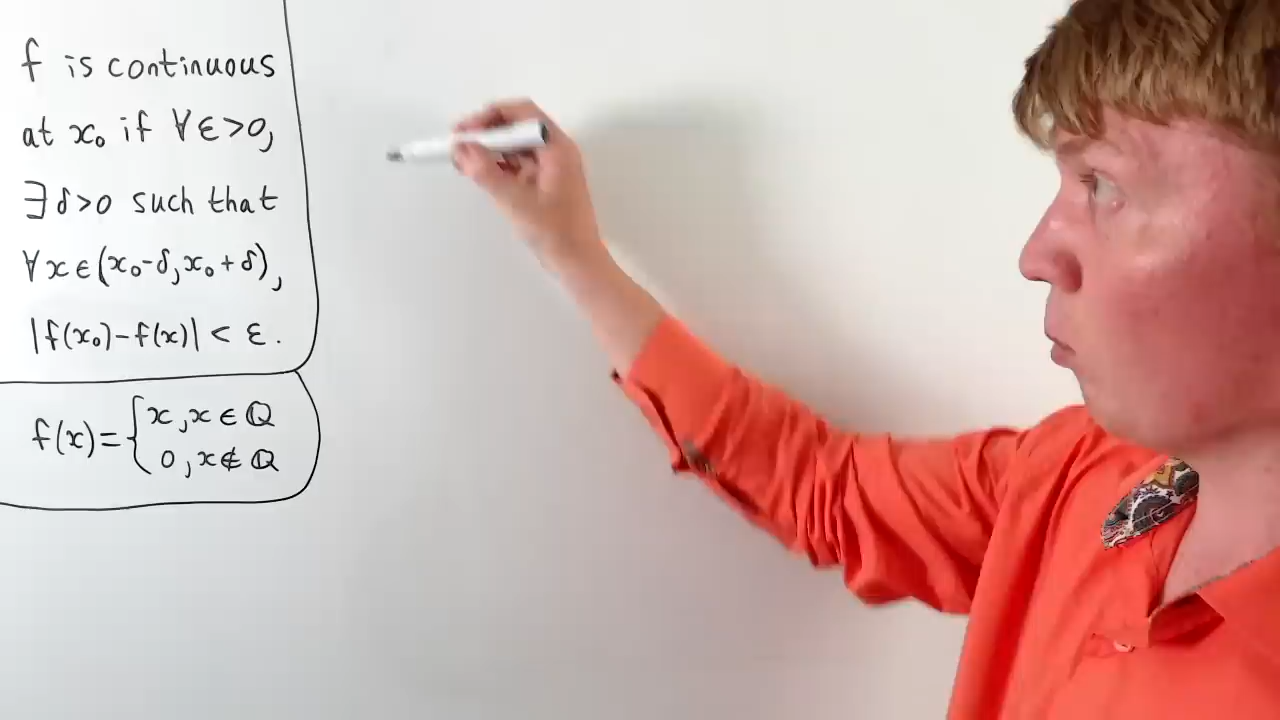 f is continuous
at x₀ if ∀ε>0,
∃δ>0 such that
∀x∈(x₀-δ,x₀+δ),
|f(x₀)-f(x)| < ε.
f(x)={x,x∈ℚ
0,x∉ℚ